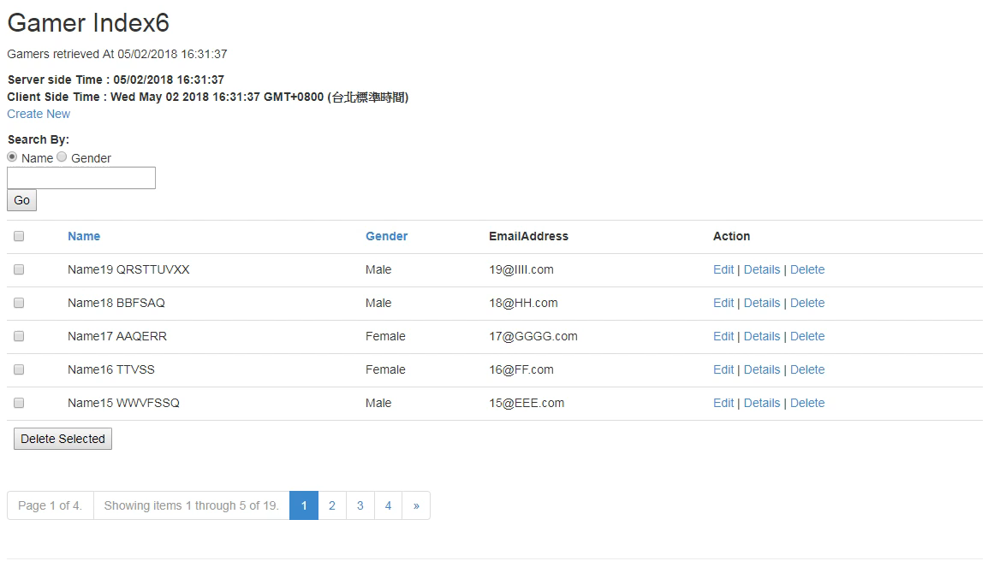 Gamer Index6
Gamers retrieved At 05/02/2018 16:31:37
Server side Time : 05/02/2018 16:31:37
Client Side Time : Wed May 02 2018 16:31:37 GMT+0800 (台北標準時間)
Create New
Search By:
Name Gender
Go
Name Gender EmailAddress Action
Name19 QRSTTUVXX Male 19@IIII.com Edit | Details | Delete
Name18 BBFSAQ Male 18@HH.com Edit | Details | Delete
Name17 AAQERR Female 17@GGGG.com Edit | Details | Delete
Name16 TTVSS Female 16@FF.com Edit | Details | Delete
Name15 WWVFSSQ Male 15@EEE.com Edit | Details | Delete
Delete Selected
Page 1 of 4. Showing items 1 through 5 of 19. 1 2 3 4 »